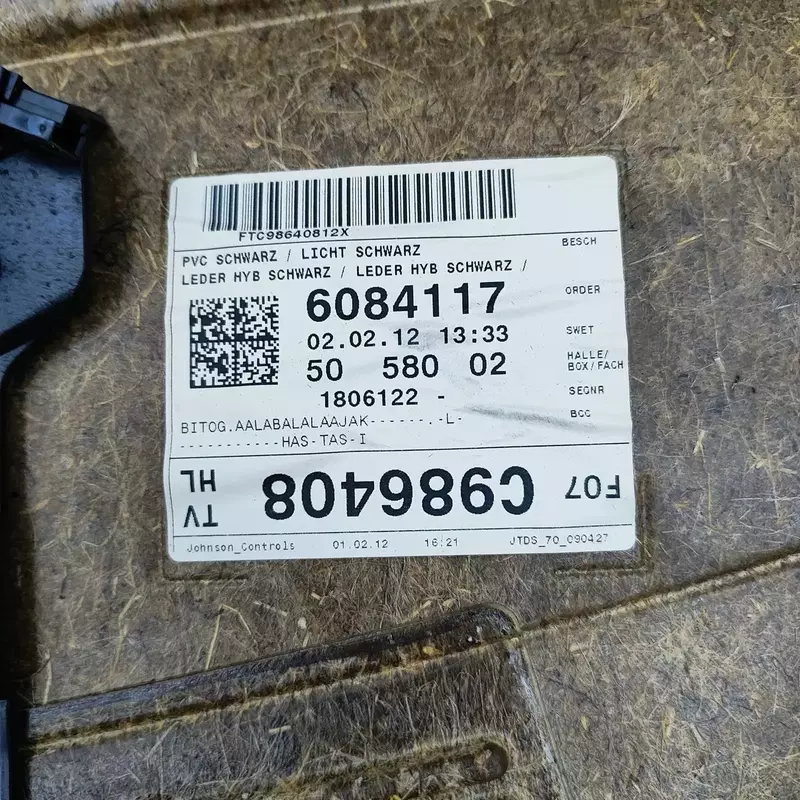 FTC98640812X
PVC SCHWARZ / LICHT SCHWARZ
LEDER HYB SCHWARZ / LEDER HYB SCHWARZ /
BESCH
6084117
ORDER
02.02.12 13:33
SWET
50 580 02
HALLE/
BOX/FACH
1806122 -
SEGNR
BCC
BITOG.AALABALALAAJAK------.-L-
-----------HAS-TAS-I
F07 C986408 TV
HL
Johnson_Controls 01.02.12 16:21 JTDS_70_090427